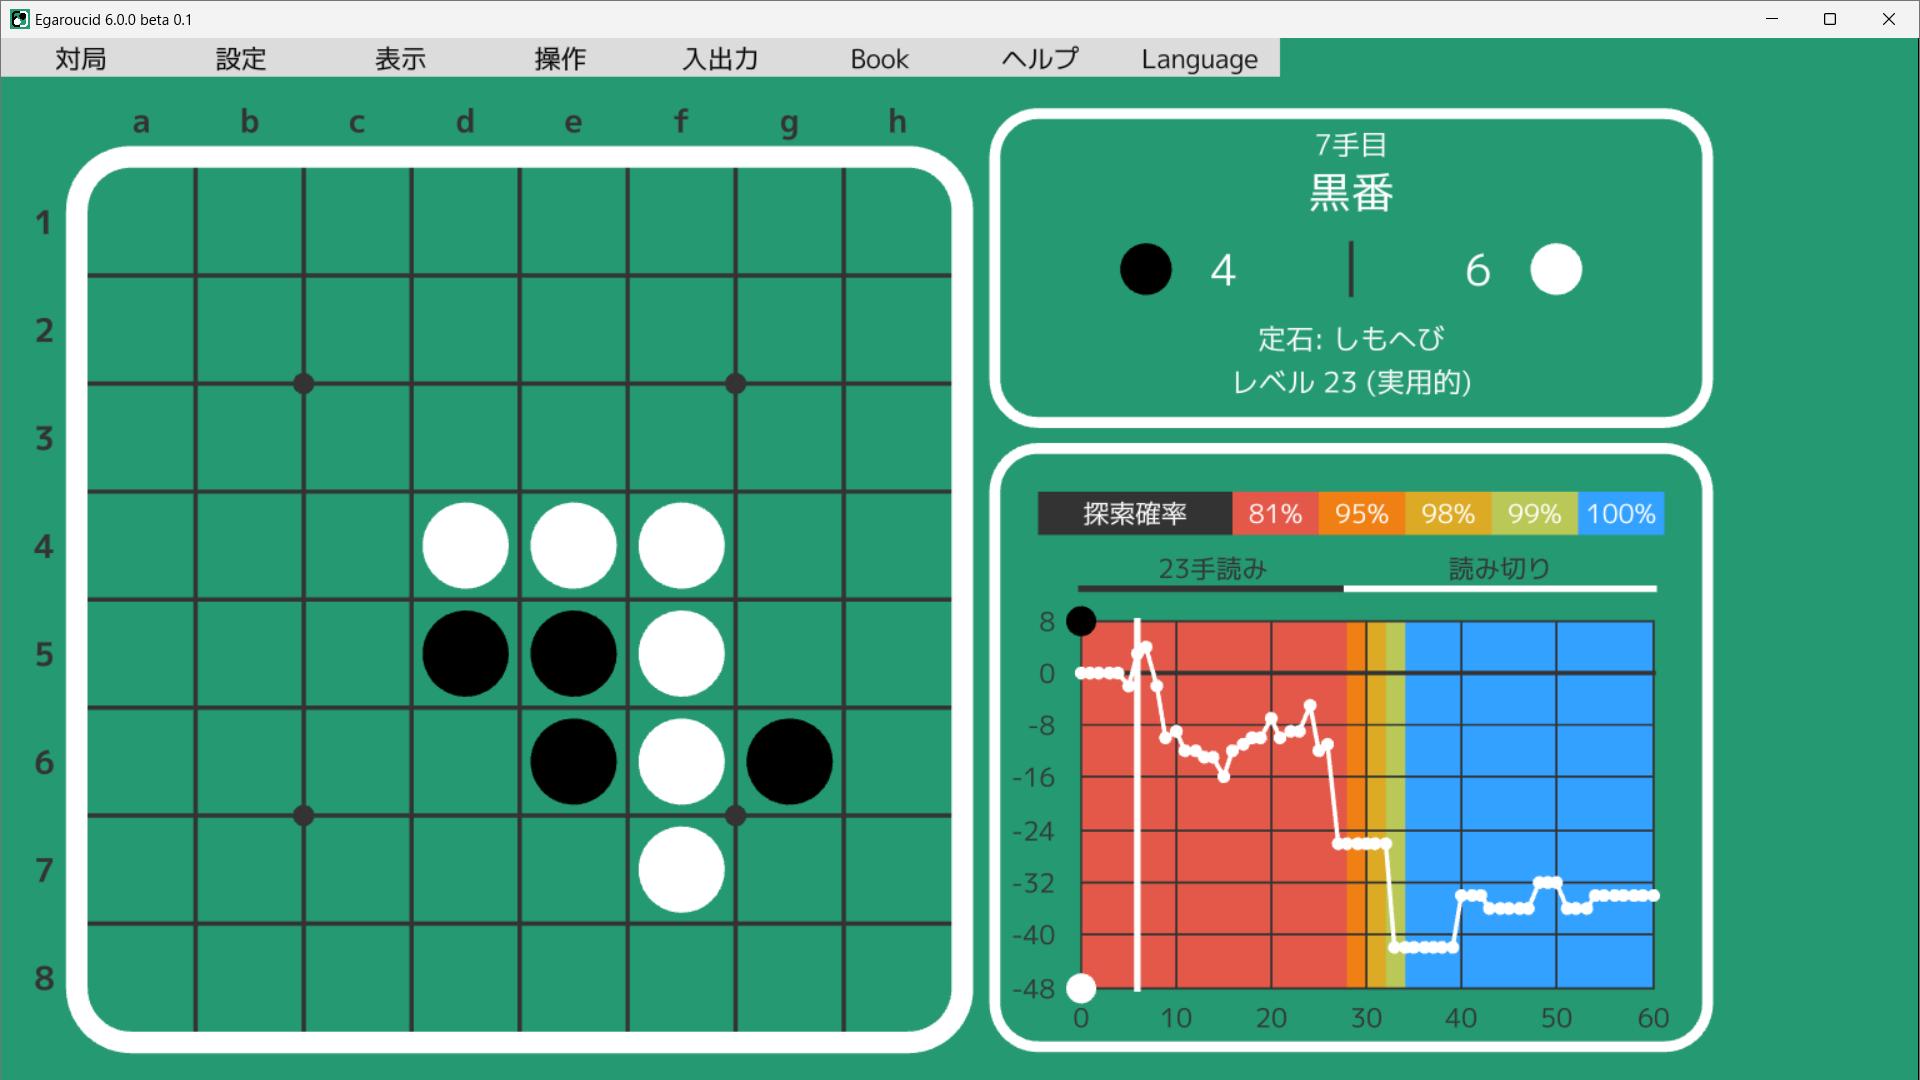 Egaroucid 6.0.0 beta 0.1
対局 設定 表示 操作 入出力 Book ヘルプ Language
a b c d e f g h
1
2
3
4
5
6
7
8
7手目
黒番
4 6
定石: しもへび
レベル 23 (実用的)
探索確率 81% 95% 98% 99% 100%
23手読み 読み切り
8
0
-8
-16
-24
-32
-40
-48
0 10 20 30 40 50 60